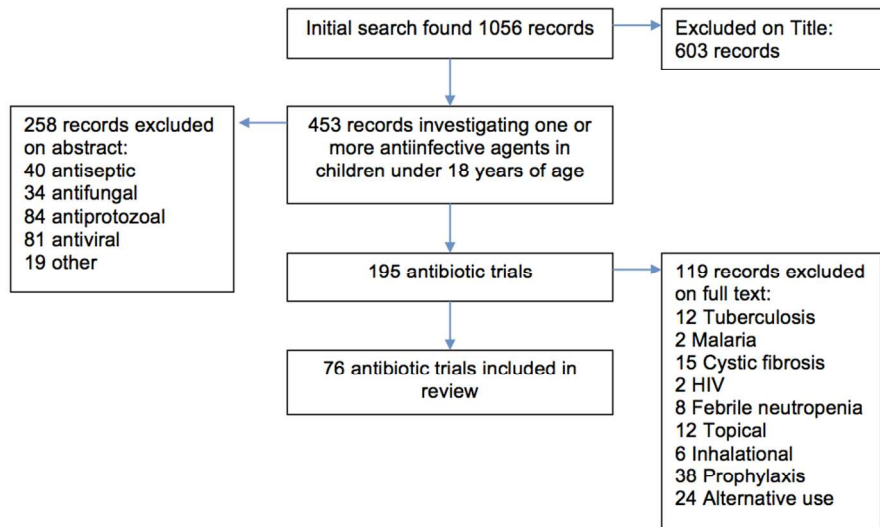 Initial search found 1056 records
Excluded on Title:
603 records
258 records excluded
on abstract:
40 antiseptic
34 antifungal
84 antiprotozoal
81 antiviral
19 other
453 records investigating one or
more antiinfective agents in
children under 18 years of age
195 antibiotic trials
119 records excluded
on full text:
12 Tuberculosis
2 Malaria
15 Cystic fibrosis
2 HIV
8 Febrile neutropenia
12 Topical
6 Inhalational
38 Prophylaxis
24 Alternative use
76 antibiotic trials included in
review